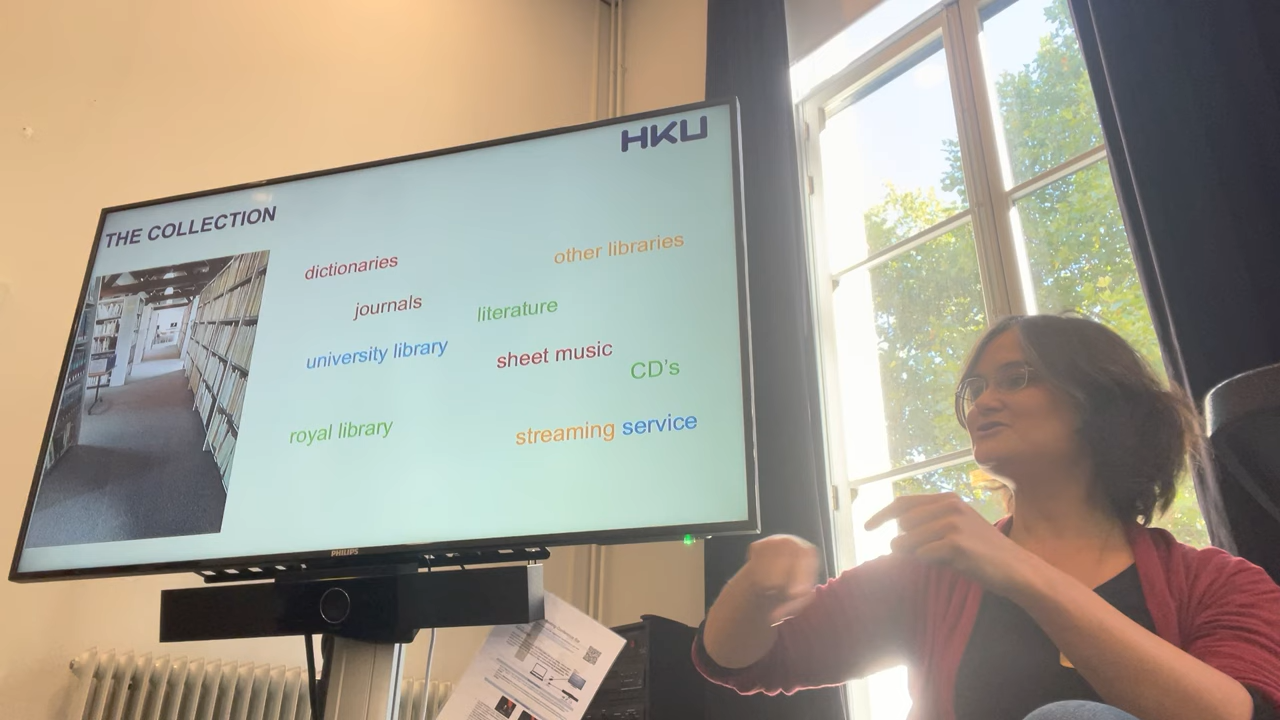 HKU
THE COLLECTION
dictionaries
other libraries
journals
literature
university library
sheet music
CD's
royal library
streaming service
PHILIPS